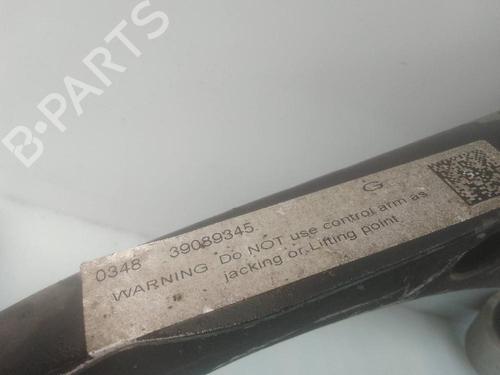 B-PARTS
G
0348 39089345
WARNING Do NOT use control arm as
jacking or Lifting point